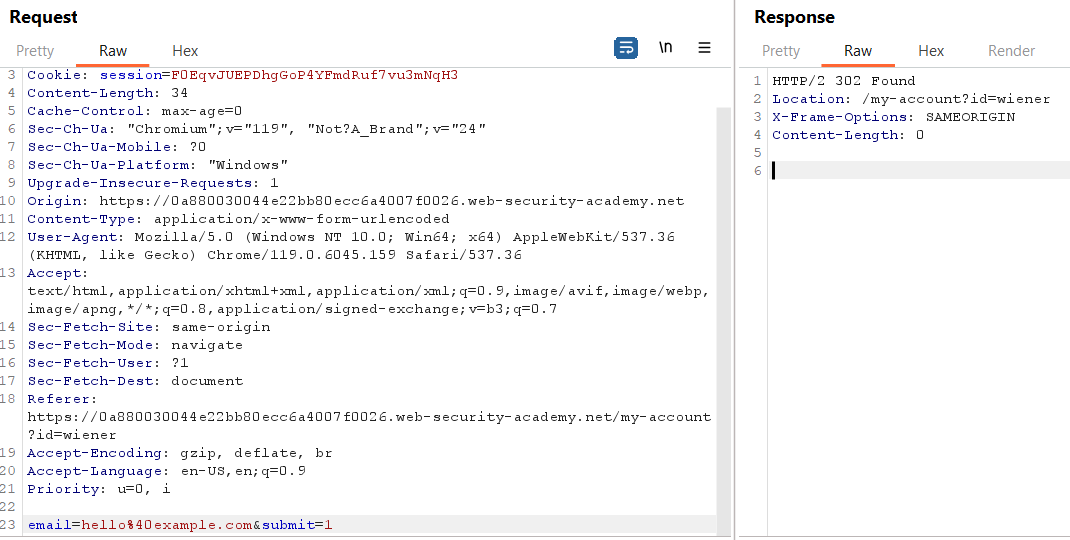 Request
Pretty Raw Hex
\n
3 Cookie: session=F0EqvJUEPDhgGoP4YFmdRuf7vu3mNqH3
4 Content-Length: 34
5 Cache-Control: max-age=0
6 Sec-Ch-Ua: "Chromium";v="119", "Not?A_Brand";v="24"
7 Sec-Ch-Ua-Mobile: ?0
8 Sec-Ch-Ua-Platform: "Windows"
9 Upgrade-Insecure-Requests: 1
10 Origin: https://0a880030044e22bb80ecc6a4007f0026.web-security-academy.net
11 Content-Type: application/x-www-form-urlencoded
12 User-Agent: Mozilla/5.0 (Windows NT 10.0; Win64; x64) AppleWebKit/537.36
(KHTML, like Gecko) Chrome/119.0.6045.159 Safari/537.36
13 Accept:
text/html,application/xhtml+xml,application/xml;q=0.9,image/avif,image/webp,
image/apng,*/*;q=0.8,application/signed-exchange;v=b3;q=0.7
14 Sec-Fetch-Site: same-origin
15 Sec-Fetch-Mode: navigate
16 Sec-Fetch-User: ?1
17 Sec-Fetch-Dest: document
18 Referer:
https://0a880030044e22bb80ecc6a4007f0026.web-security-academy.net/my-account
?id=wiener
19 Accept-Encoding: gzip, deflate, br
20 Accept-Language: en-US,en;q=0.9
21 Priority: u=0, i
22
23 email=hello%40example.com&submit=1
Response
Pretty Raw Hex Render
1 HTTP/2 302 Found
2 Location: /my-account?id=wiener
3 X-Frame-Options: SAMEORIGIN
4 Content-Length: 0
5
6